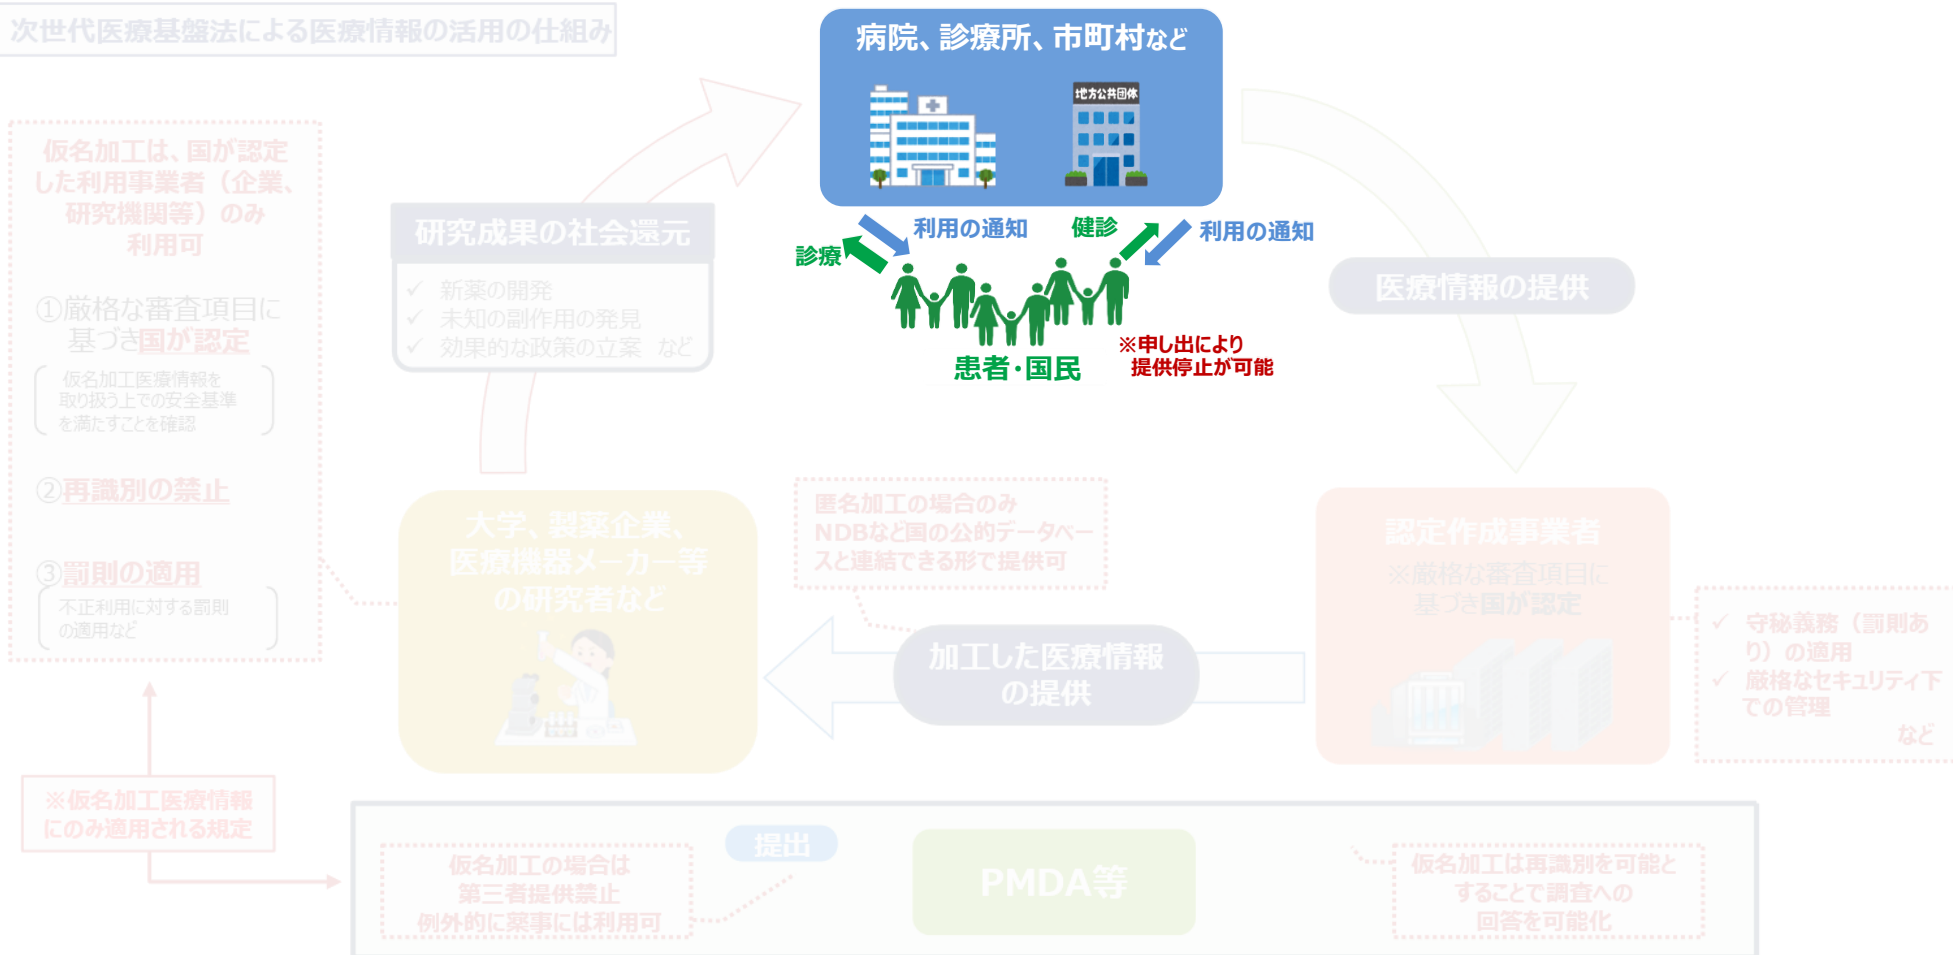 次世代医療基盤法による医療情報の活用の仕組み
病院、診療所、市町村など
地方公共団体
利用の通知
健診
利用の通知
診療
患者・国民
※申し出により
提供停止が可能
仮名加工は、国が認定
した利用事業者（企業、
研究機関等）のみ
利用可
①厳格な審査項目に
基づき国が認定
仮名加工医療情報を
取り扱う上での安全基準
を満たすことを確認
②再識別の禁止
③罰則の適用
不正利用に対する罰則
の適用など
研究成果の社会還元
✓ 新薬の開発
✓ 未知の副作用の発見
✓ 効果的な政策の立案 など
医療情報の提供
大学、製薬企業、
医療機器メーカー等
の研究者など
匿名加工の場合のみ
NDBなど国の公的データベー
スと連結できる形で提供可
加工した医療情報
の提供
認定作成事業者
※厳格な審査項目に
基づき国が認定
✓ 守秘義務（罰則あ
り）の適用
✓ 厳格なセキュリティ下
での管理
など
※仮名加工医療情報
にのみ適用される規定
仮名加工の場合は
第三者提供禁止
例外的に薬事には利用可
提出
PMDA等
仮名加工は再識別を可能と
することで調査への
回答を可能化